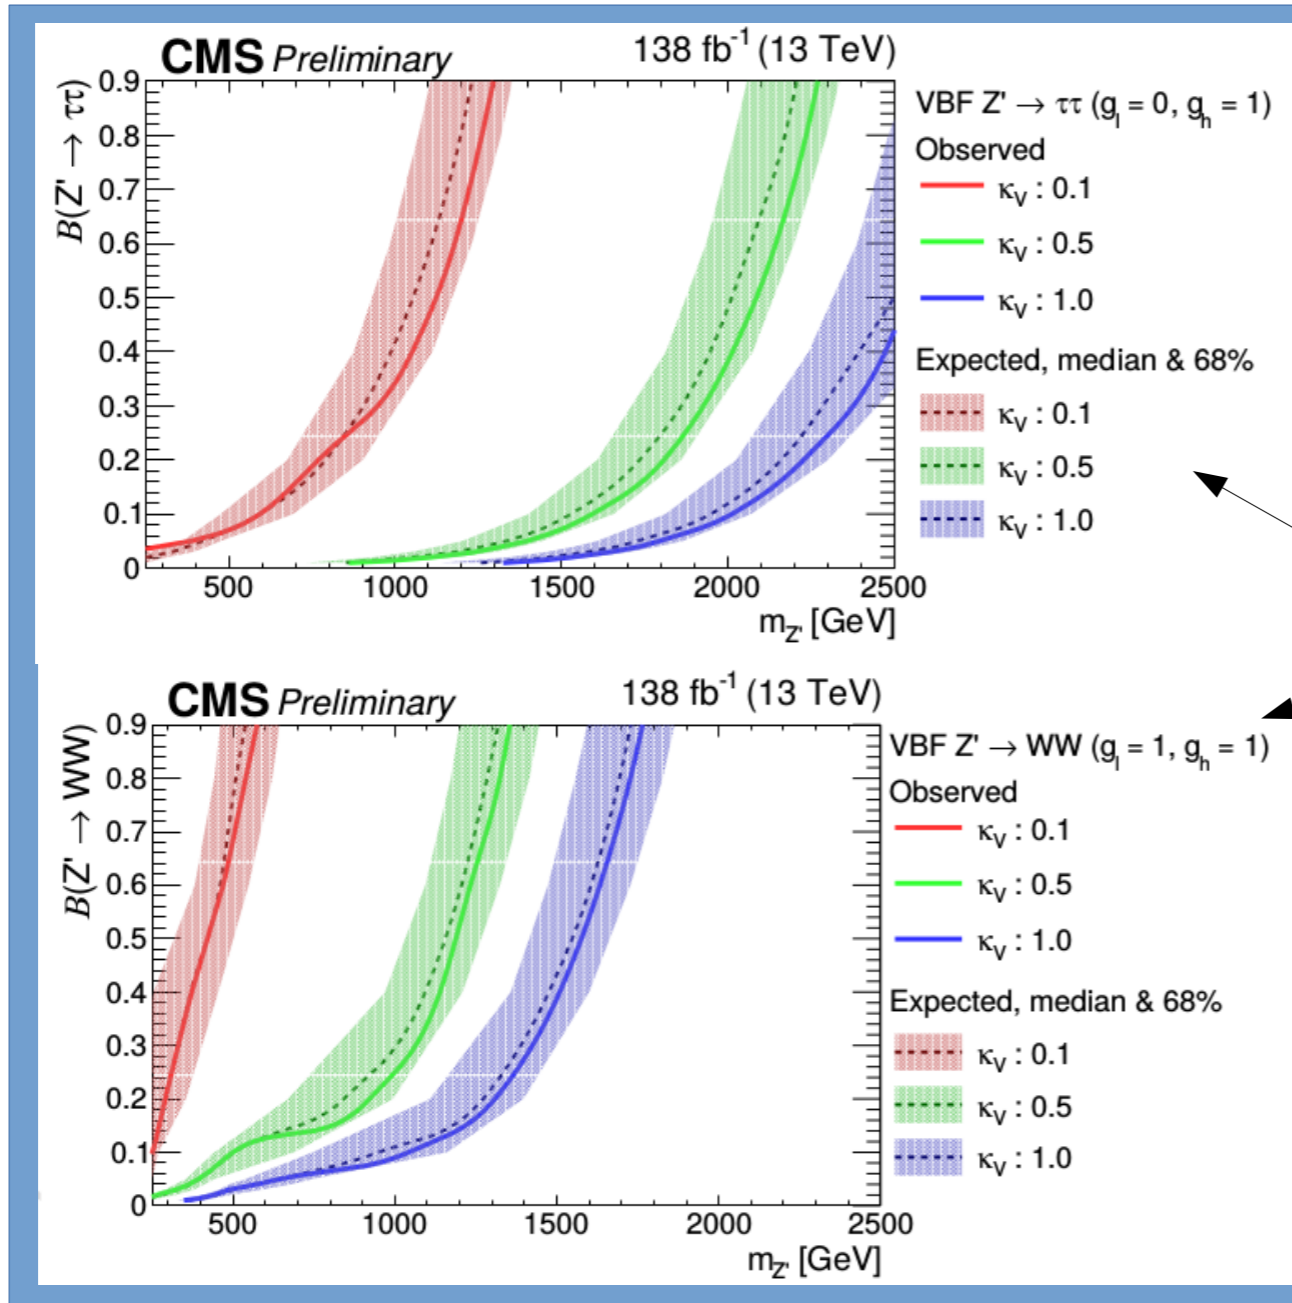 CMS Preliminary 138 fb⁻¹ (13 TeV)
B(Z' → ττ)
0.9
0.8
0.7
0.6
0.5
0.4
0.3
0.2
0.1
0
500 1000 1500 2000 2500
m_Z' [GeV]
VBF Z' → ττ (g_l = 0, g_h = 1)
Observed
κ_V : 0.1
κ_V : 0.5
κ_V : 1.0
Expected, median & 68%
κ_V : 0.1
κ_V : 0.5
κ_V : 1.0
CMS Preliminary 138 fb⁻¹ (13 TeV)
B(Z' → WW)
0.9
0.8
0.7
0.6
0.5
0.4
0.3
0.2
0.1
0
500 1000 1500 2000 2500
m_Z' [GeV]
VBF Z' → WW (g_l = 1, g_h = 1)
Observed
κ_V : 0.1
κ_V : 0.5
κ_V : 1.0
Expected, median & 68%
κ_V : 0.1
κ_V : 0.5
κ_V : 1.0